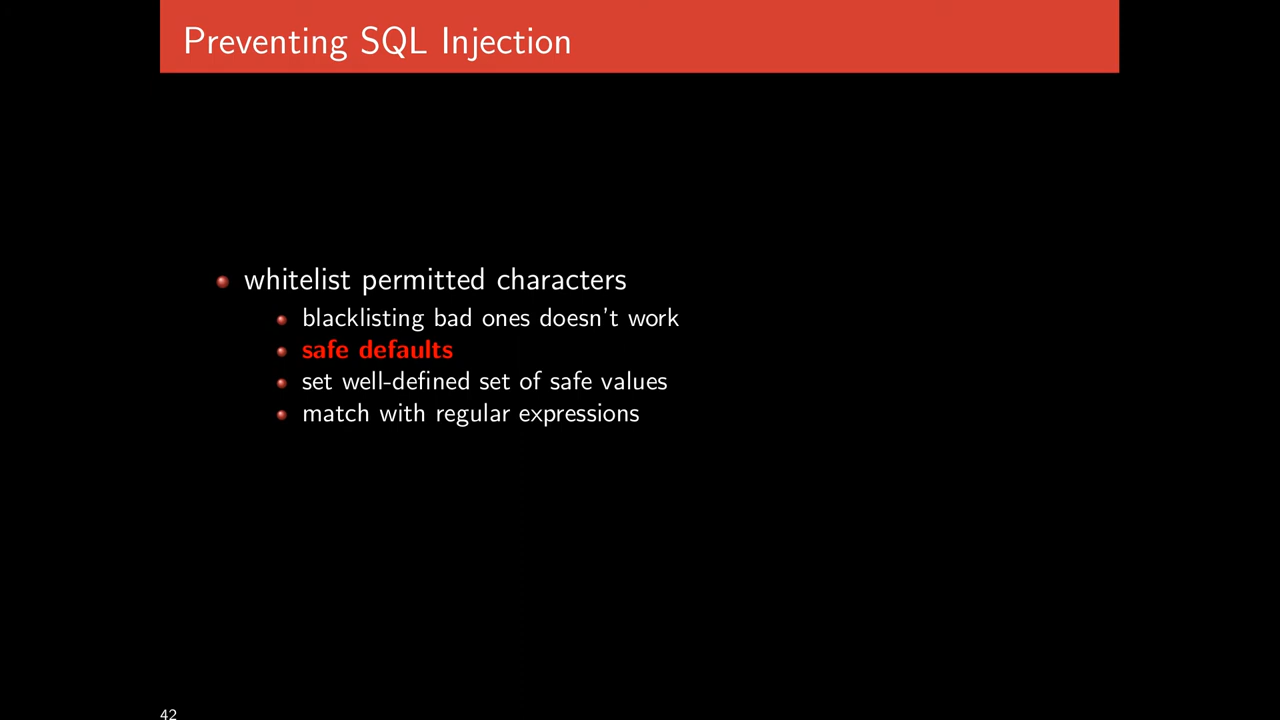 Preventing SQL Injection
whitelist permitted characters
blacklisting bad ones doesn't work
safe defaults
set well-defined set of safe values
match with regular expressions
42